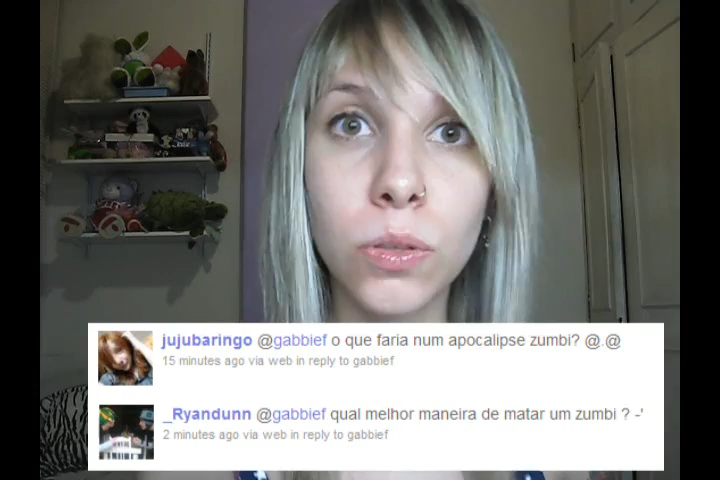 jujubaringo @gabbief o que faria num apocalipse zumbi? @.@
15 minutes ago via web in reply to gabbief
_Ryandunn @gabbief qual melhor maneira de matar um zumbi ? -'
2 minutes ago via web in reply to gabbief